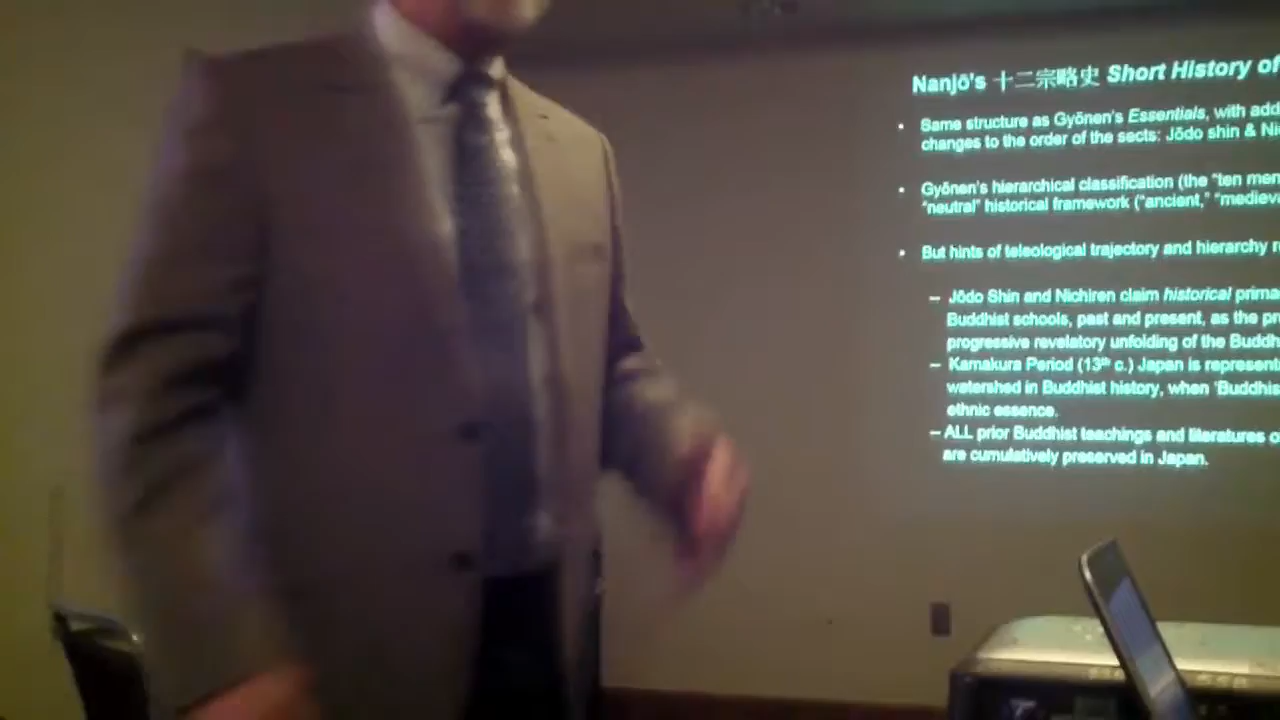 Nanjō's 十二宗略史 Short History of
• Same structure as Gyōnen's Essentials, with add
changes to the order of the sects: Jōdo shin & Ni
• Gyōnen's hierarchical classification (the "ten men
"neutral" historical framework ("ancient," "mediev
• But hints of teleological trajectory and hierarchy r
– Jōdo Shin and Nichiren claim historical prima
Buddhist schools, past and present, as the pr
progressive revelatory unfolding of the Buddh
– Kamakura Period (13th c.) Japan is represent
watershed in Buddhist history, when 'Buddhis
ethnic essence.
– ALL prior Buddhist teachings and literatures o
are cumulatively preserved in Japan.